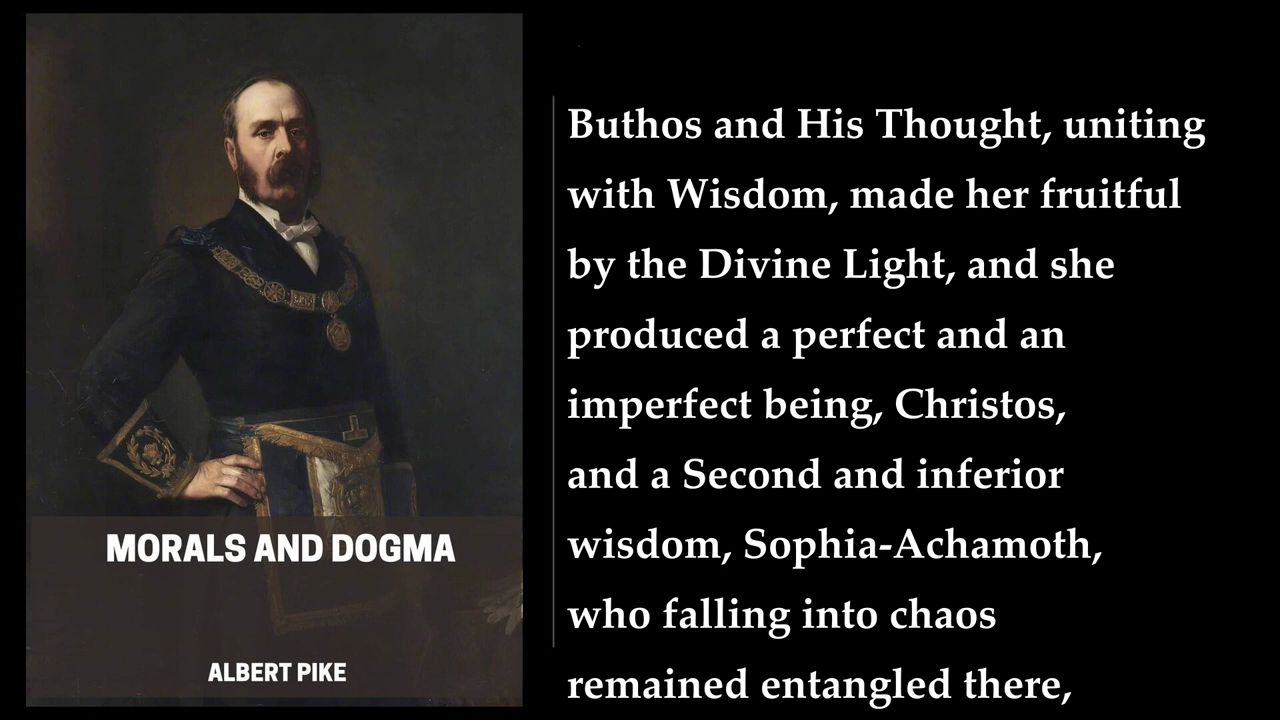 MORALS AND DOGMA
ALBERT PIKE
Buthos and His Thought, uniting
with Wisdom, made her fruitful
by the Divine Light, and she
produced a perfect and an
imperfect being, Christos,
and a Second and inferior
wisdom, Sophia-Achamoth,
who falling into chaos
remained entangled there,